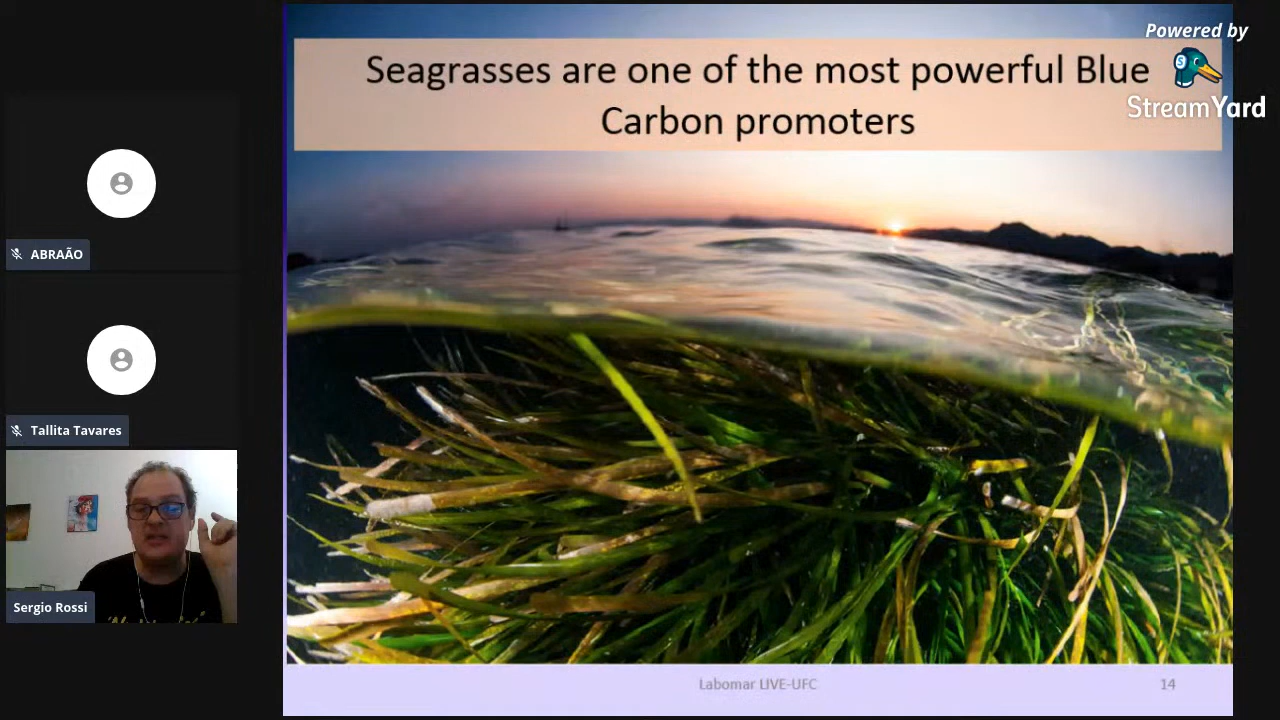 Seagrasses are one of the most powerful Blue
Carbon promoters
Powered by
StreamYard
ABRAÃO
Tallita Tavares
Sergio Rossi
Labomar LIVE-UFC
14